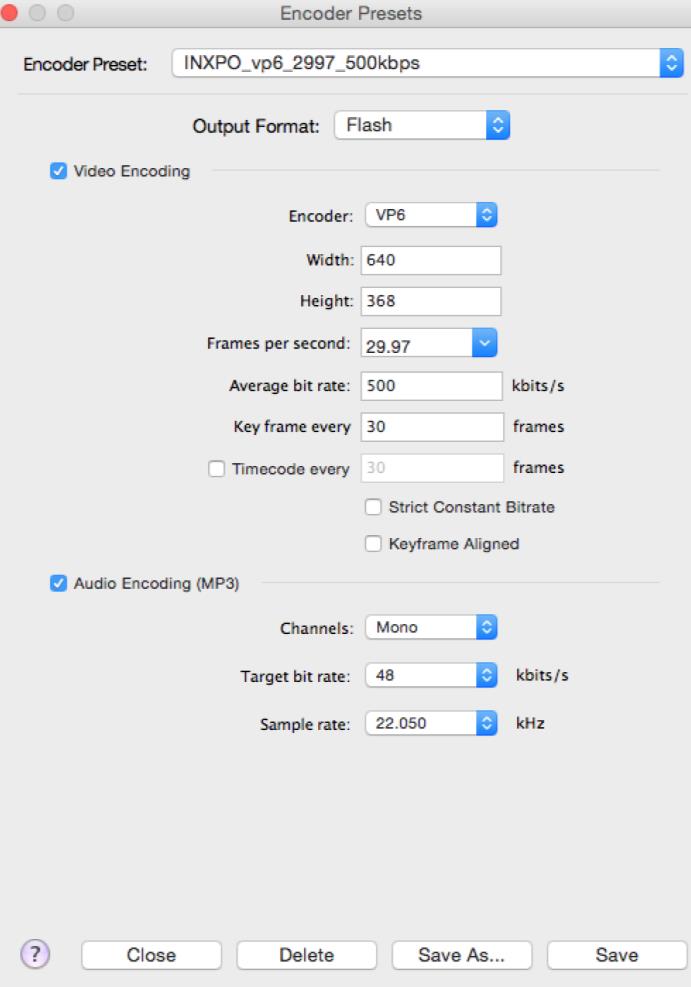 Encoder Presets
Encoder Preset: INXPO_vp6_2997_500kbps
Output Format: Flash
Video Encoding
Encoder: VP6
Width: 640
Height: 368
Frames per second: 29.97
Average bit rate: 500 kbits/s
Key frame every 30 frames
Timecode every 30 frames
Strict Constant Bitrate
Keyframe Aligned
Audio Encoding (MP3)
Channels: Mono
Target bit rate: 48 kbits/s
Sample rate: 22.050 kHz
? Close Delete Save As... Save